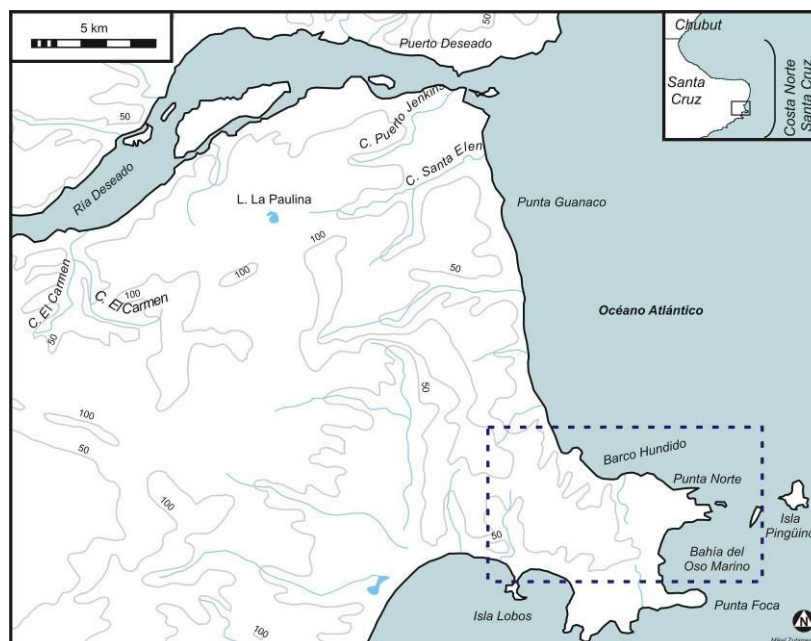 5 km
Puerto Deseado
Chubut
Santa
Cruz
Costa Norte
Santa Cruz
50
50
C. Puerto Jenkins
C. Santa Elen
Ría Deseado
L. La Paulina
Punta Guanaco
100
100
50
C. El Carmen
100
C. El Carmen
50
Océano Atlántico
50
100
50
100
Barco Hundido
Punta Norte
Isla
Pingüino
50
Bahía del
Oso Marino
Isla Lobos
Punta Foca
100
N